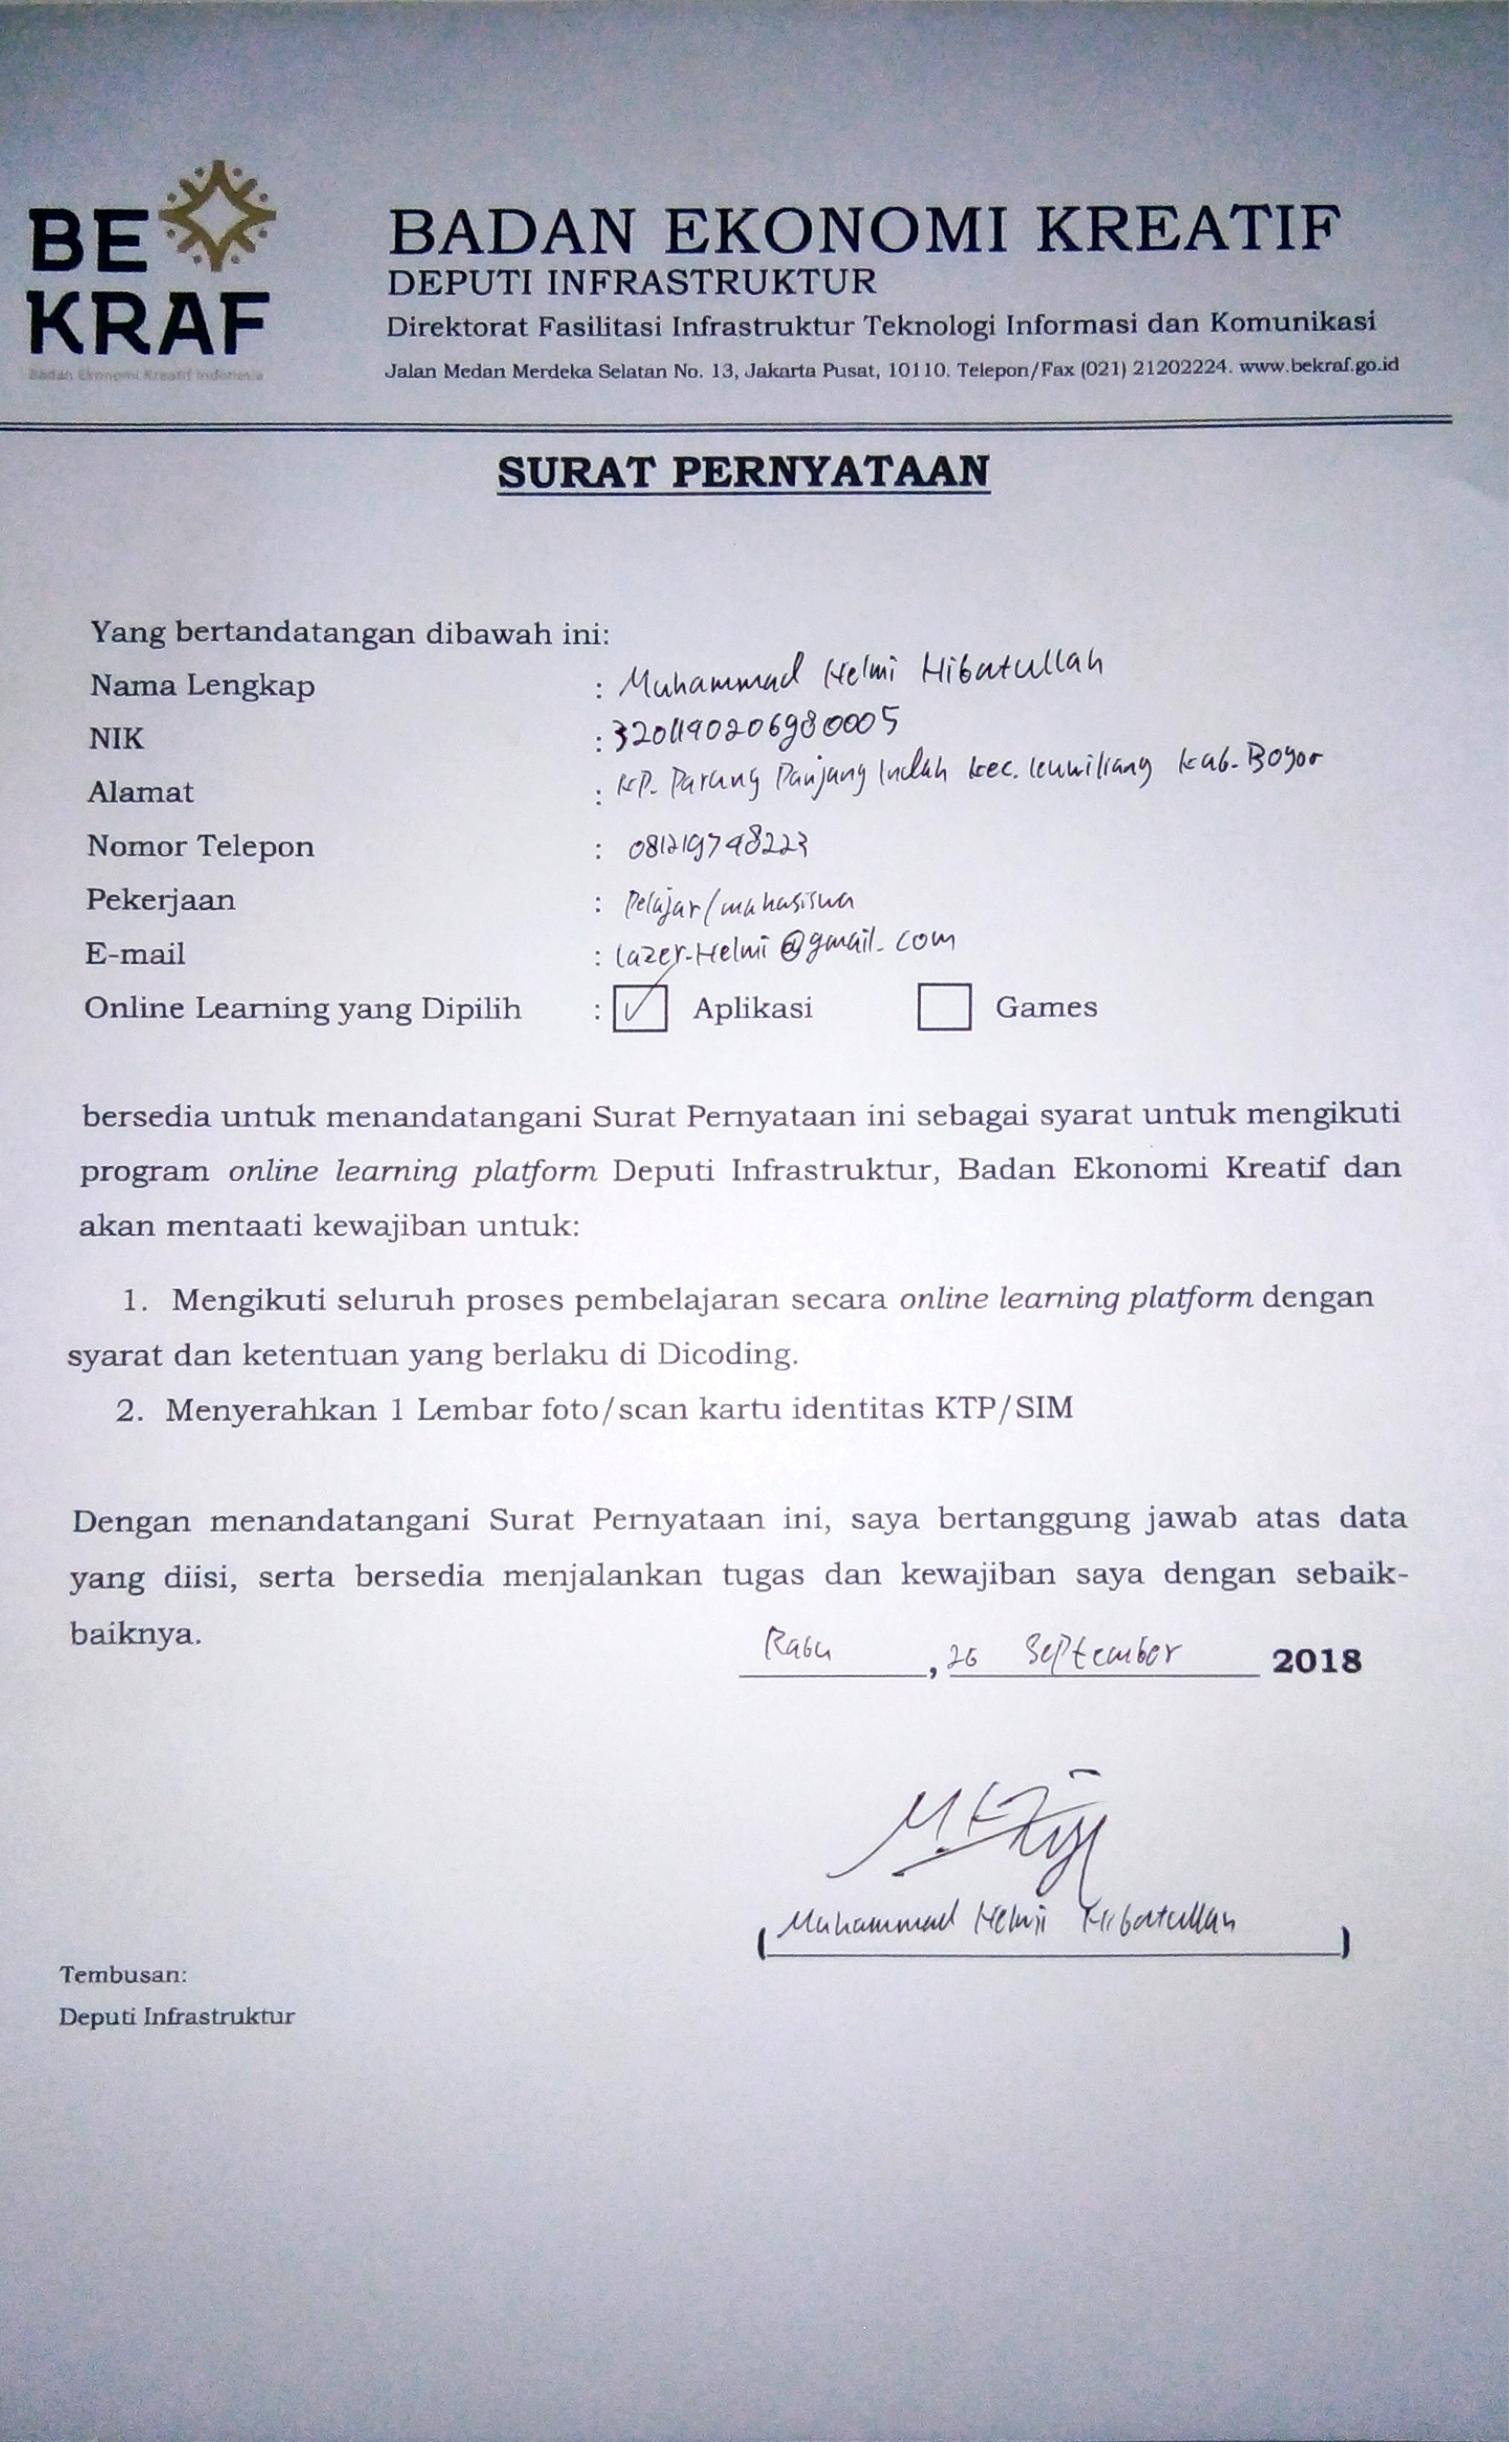 BE
KRAF
Badan Ekonomi Kreatif Indonesia
BADAN EKONOMI KREATIF
DEPUTI INFRASTRUKTUR
Direktorat Fasilitasi Infrastruktur Teknologi Informasi dan Komunikasi
Jalan Medan Merdeka Selatan No. 13, Jakarta Pusat, 10110. Telepon/Fax (021) 21202224. www.bekraf.go.id
SURAT PERNYATAAN
Yang bertandatangan dibawah ini:
Nama Lengkap : Muhammad Helmi Hibatullah
NIK : 3201190206980005
Alamat : KP. Parung Panjang Indah Kec. Kab. Bogor
Nomor Telepon : 081219748223
Pekerjaan : Pelajar/mahasiswa
E-mail : lazer.Helmi@gmail.com
Online Learning yang Dipilih : ✓ Aplikasi Games
bersedia untuk menandatangani Surat Pernyataan ini sebagai syarat untuk mengikuti
program online learning platform Deputi Infrastruktur, Badan Ekonomi Kreatif dan
akan mentaati kewajiban untuk:
1. Mengikuti seluruh proses pembelajaran secara online learning platform dengan
syarat dan ketentuan yang berlaku di Dicoding.
2. Menyerahkan 1 Lembar foto/scan kartu identitas KTP/SIM
Dengan menandatangani Surat Pernyataan ini, saya bertanggung jawab atas data
yang diisi, serta bersedia menjalankan tugas dan kewajiban saya dengan sebaik-
baiknya.
Rabu, 26 September 2018
(Muhammad Helmi Hibatullah)
Tembusan:
Deputi Infrastruktur